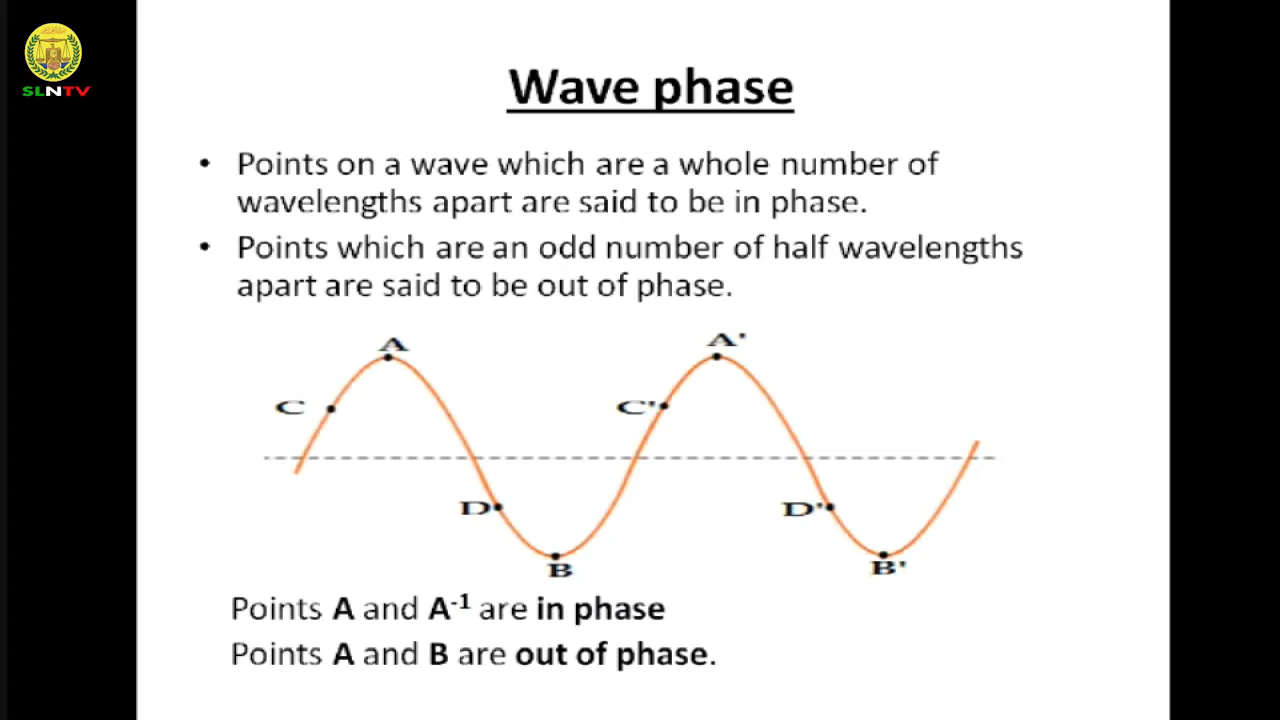 SLNTV
Wave phase
• Points on a wave which are a whole number of
wavelengths apart are said to be in phase.
• Points which are an odd number of half wavelengths
apart are said to be out of phase.
A A'
C C'
D D'
B B'
Points A and A⁻¹ are in phase
Points A and B are out of phase.